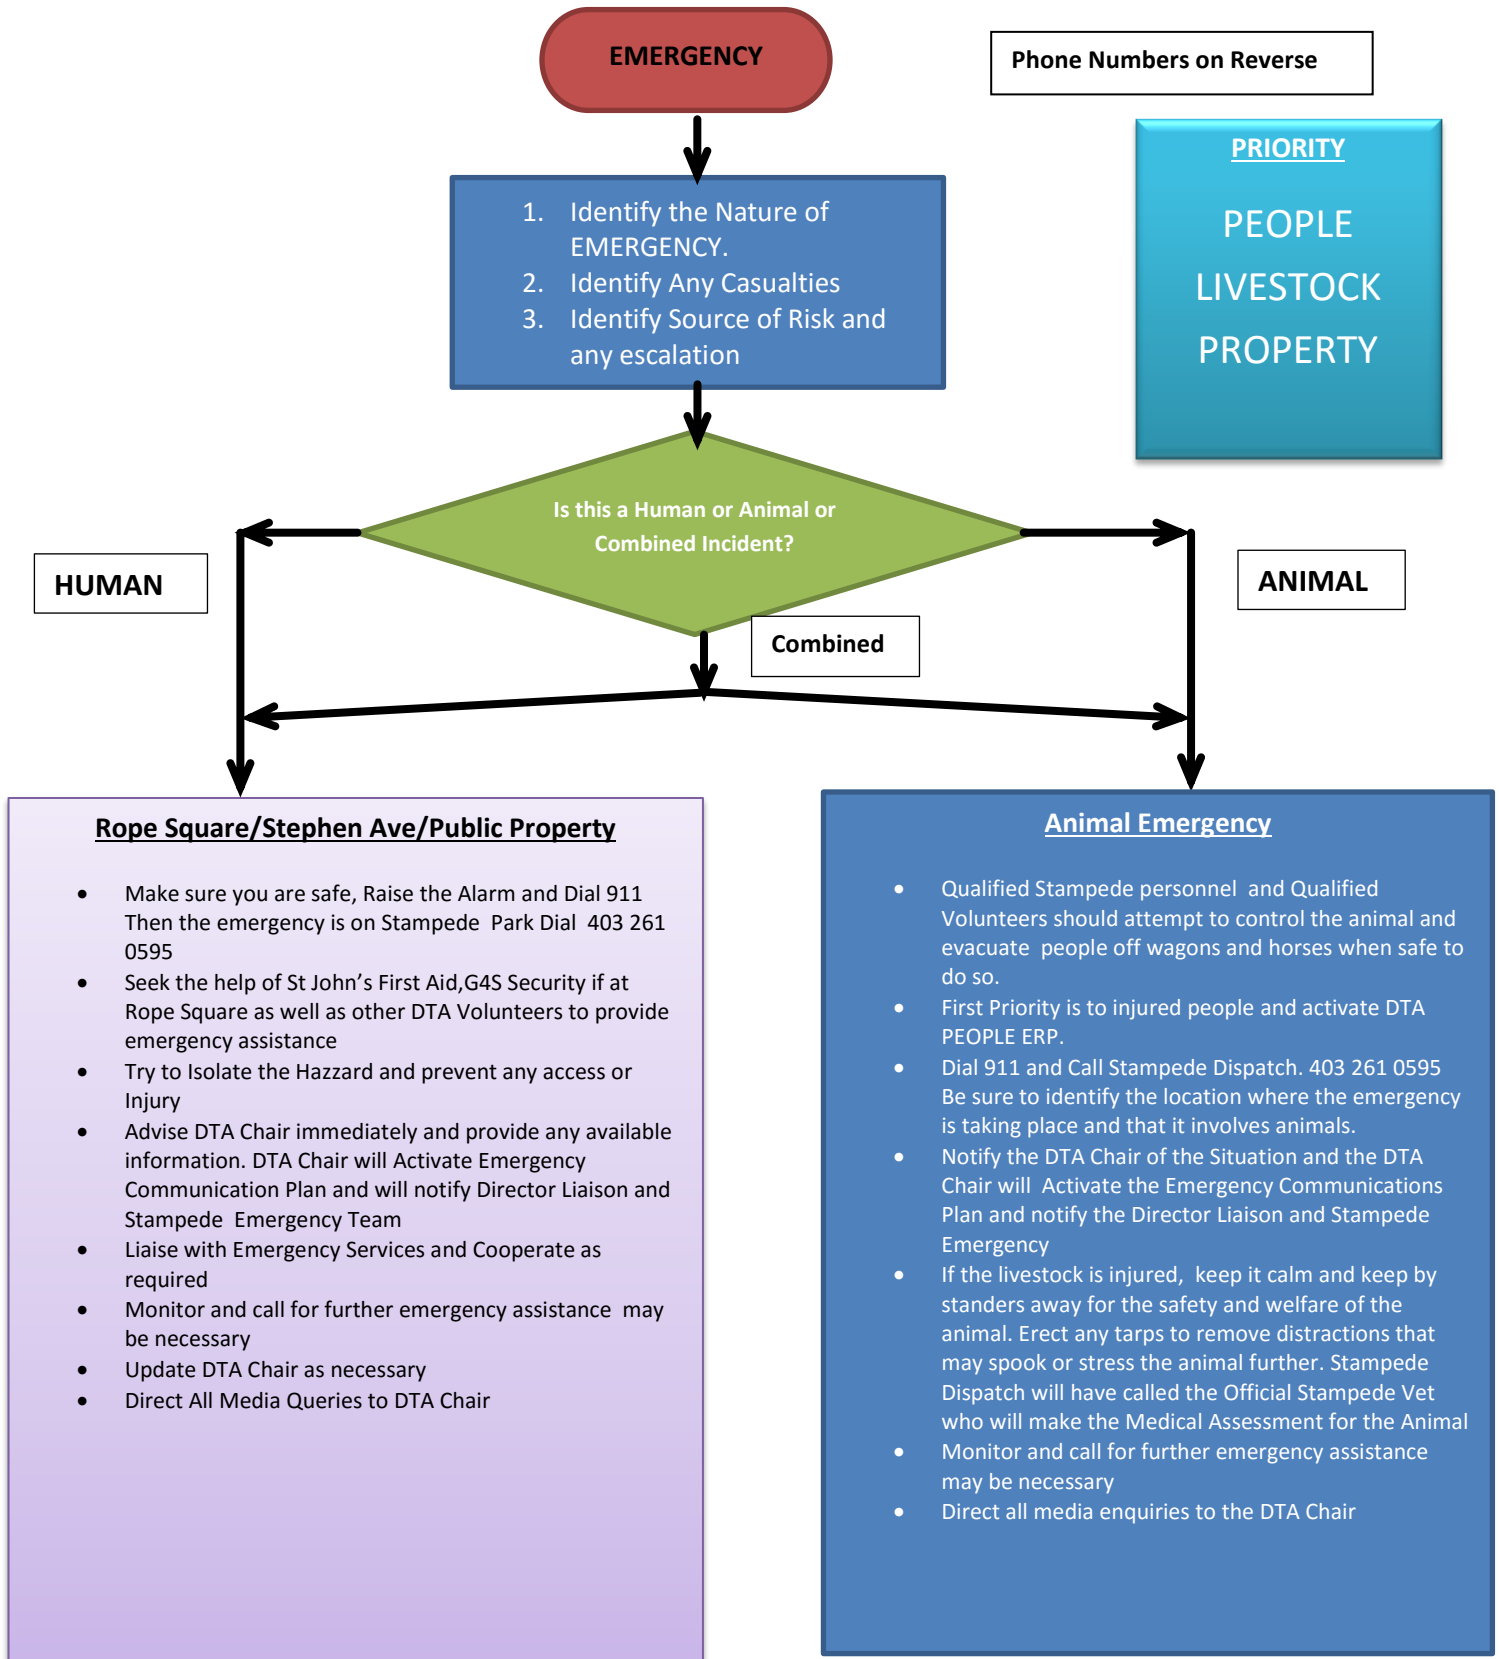 EMERGENCY
Phone Numbers on Reverse
PRIORITY
PEOPLE
LIVESTOCK
PROPERTY
1. Identify the Nature of
EMERGENCY.
2. Identify Any Casualties
3. Identify Source of Risk and
any escalation
Is this a Human or Animal or
Combined Incident?
HUMAN
ANIMAL
Combined
Rope Square/Stephen Ave/Public Property
• Make sure you are safe, Raise the Alarm and Dial 911
Then the emergency is on Stampede Park Dial 403 261
0595
• Seek the help of St John’s First Aid,G4S Security if at
Rope Square as well as other DTA Volunteers to provide
emergency assistance
• Try to Isolate the Hazzard and prevent any access or
Injury
• Advise DTA Chair immediately and provide any available
information. DTA Chair will Activate Emergency
Communication Plan and will notify Director Liaison and
Stampede Emergency Team
• Liaise with Emergency Services and Cooperate as
required
• Monitor and call for further emergency assistance may
be necessary
• Update DTA Chair as necessary
• Direct All Media Queries to DTA Chair
Animal Emergency
• Qualified Stampede personnel and Qualified
Volunteers should attempt to control the animal and
evacuate people off wagons and horses when safe to
do so.
• First Priority is to injured people and activate DTA
PEOPLE ERP.
• Dial 911 and Call Stampede Dispatch. 403 261 0595
Be sure to identify the location where the emergency
is taking place and that it involves animals.
• Notify the DTA Chair of the Situation and the DTA
Chair will Activate the Emergency Communications
Plan and notify the Director Liaison and Stampede
Emergency
• If the livestock is injured, keep it calm and keep by
standers away for the safety and welfare of the
animal. Erect any tarps to remove distractions that
may spook or stress the animal further. Stampede
Dispatch will have called the Official Stampede Vet
who will make the Medical Assessment for the Animal
• Monitor and call for further emergency assistance
may be necessary
• Direct all media enquiries to the DTA Chair